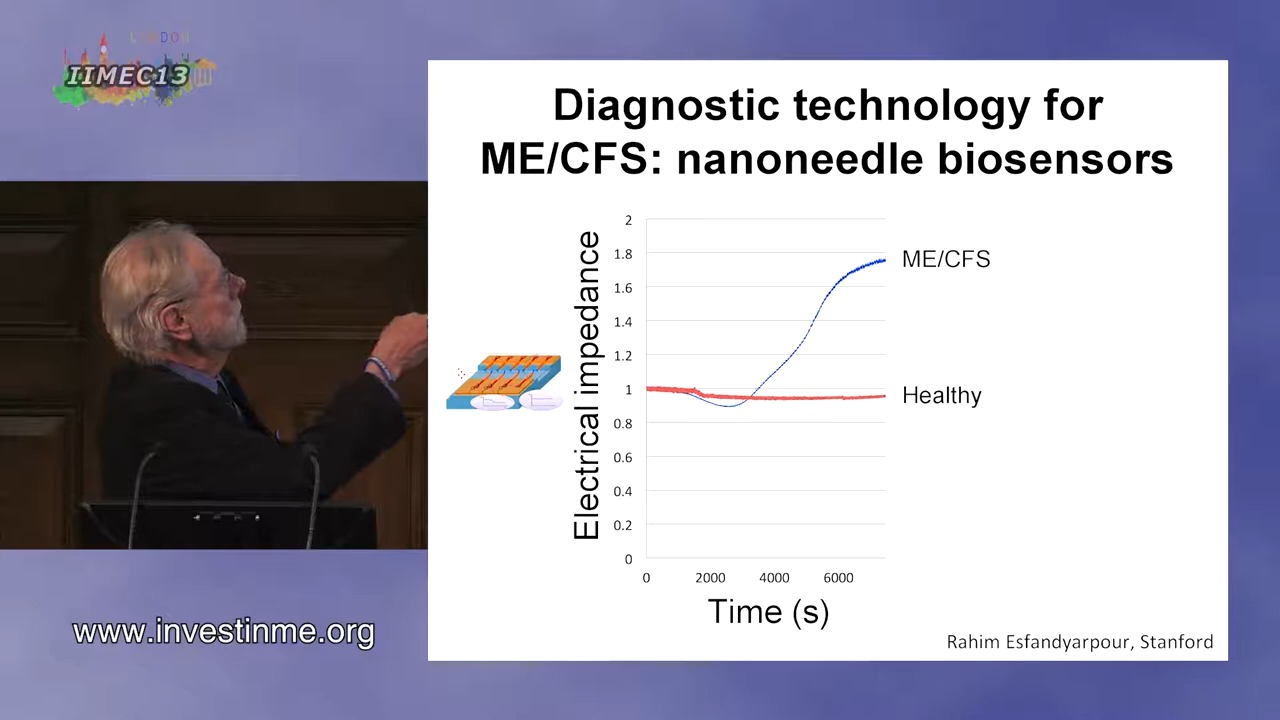 LONDON
IIMEC13
Diagnostic technology for
ME/CFS: nanoneedle biosensors
Electrical impedance
2
1.8
1.6
1.4
1.2
1
0.8
0.6
0.4
0.2
0
ME/CFS
Healthy
0 2000 4000 6000
Time (s)
Rahim Esfandyarpour, Stanford
www.investinme.org